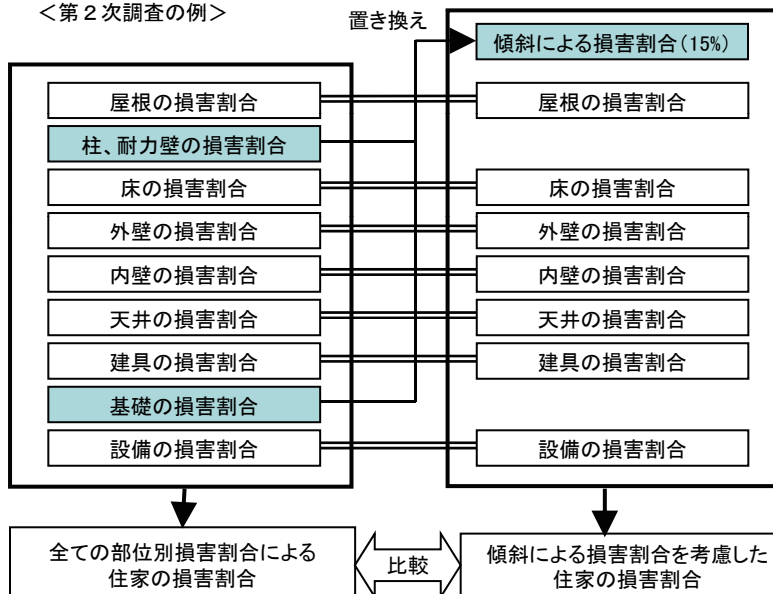 ＜第２次調査の例＞
置き換え
傾斜による損害割合(15%)
屋根の損害割合
屋根の損害割合
柱、耐力壁の損害割合
床の損害割合
床の損害割合
外壁の損害割合
外壁の損害割合
内壁の損害割合
内壁の損害割合
天井の損害割合
天井の損害割合
建具の損害割合
建具の損害割合
基礎の損害割合
設備の損害割合
設備の損害割合
全ての部位別損害割合による
住家の損害割合
比較
傾斜による損害割合を考慮した
住家の損害割合